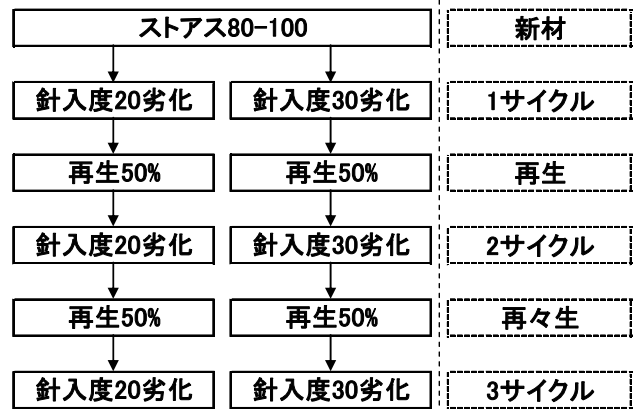 ストアス80-100
新材
針入度20劣化
針入度30劣化
1サイクル
再生50%
再生50%
再生
針入度20劣化
針入度30劣化
2サイクル
再生50%
再生50%
再々生
針入度20劣化
針入度30劣化
3サイクル